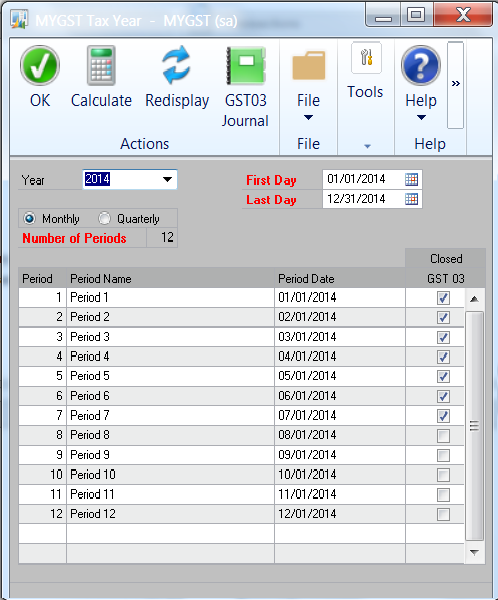 MYGST Tax Year - MYGST (sa)
OK Calculate Redisplay GST03 Journal File Tools Help »
Actions File Help
Year 2014 First Day 01/01/2014
Last Day 12/31/2014
Monthly Quarterly
Number of Periods 12
Closed
Period Period Name Period Date GST 03
1 Period 1 01/01/2014
2 Period 2 02/01/2014
3 Period 3 03/01/2014
4 Period 4 04/01/2014
5 Period 5 05/01/2014
6 Period 6 06/01/2014
7 Period 7 07/01/2014
8 Period 8 08/01/2014
9 Period 9 09/01/2014
10 Period 10 10/01/2014
11 Period 11 11/01/2014
12 Period 12 12/01/2014